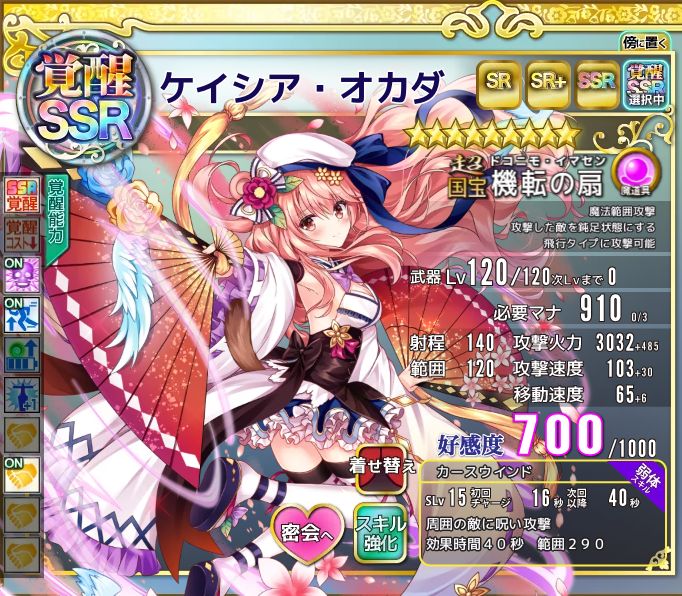 傍に置く
覚醒
SSR
ケイシア・オカダ
SR
SR+
SSR
覚醒
SSR
選択中
超
国宝
ドコニモ・イマセン
機転の扇
魔道具
SSR
覚醒
覚醒
コスト↓
覚醒能力
魔法範囲攻撃
攻撃した敵を鈍足状態にする
飛行タイプに攻撃可能
武器Lv120/120次Lvまで0
必要マナ 910 0/3
射程 140 攻撃火力 3032+485
範囲 120 攻撃速度 103+30
移動速度 65+6
ON
ON
ON
好感度 700/1000
着せ替え
密会へ
スキル
強化
カースウインド
弱体
スキル
SLv 15 初回チャージ 16秒 次回以降 40秒
周囲の敵に呪い攻撃
効果時間40秒 範囲290